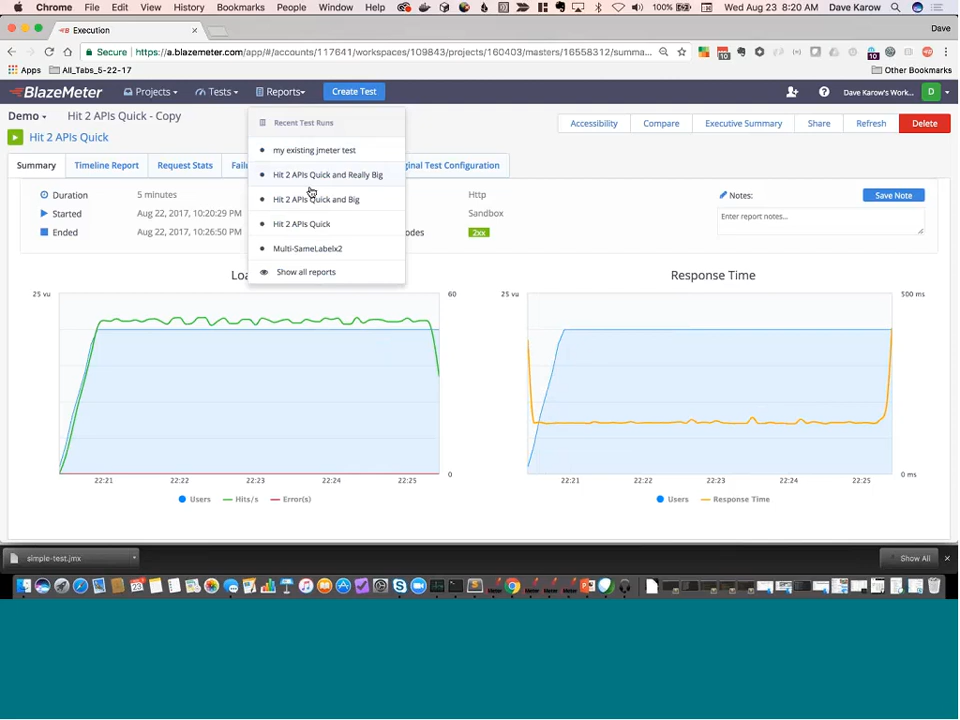 Chrome File Edit View History Bookmarks People Window Help 100% Wed Aug 23 8:20 AM Dave Karow
Execution Dave
Secure https://a.blazemeter.com/app/#/accounts/117641/workspaces/109843/projects/160403/masters/16558312/summa...
Apps All_Tabs_5-22-17 Other Bookmarks
BlazeMeter Projects Tests Reports Create Test Dave Karow's Work... D
Demo Hit 2 APIs Quick - Copy
Hit 2 APIs Quick
Accessibility Compare Executive Summary Share Refresh Delete
Recent Test Runs
my existing jmeter test
Hit 2 APIs Quick and Really Big
Hit 2 APIs Quick and Big
Hit 2 APIs Quick
Multi-SameLabelx2
Show all reports
Summary Timeline Report Request Stats Failu ginal Test Configuration
Duration 5 minutes Http
Started Aug 22, 2017, 10:20:29 PM Sandbox
Ended Aug 22, 2017, 10:26:50 PM odes 2xx
Notes: Save Note
Enter report notes...
Loa
25 vu 60
0
22:21 22:22 22:23 22:24 22:25
Users Hits/s Error(s)
Response Time
25 vu 500 ms
0 ms
22:21 22:22 22:23 22:24 22:25
Users Response Time
simple-test.jmx Show All